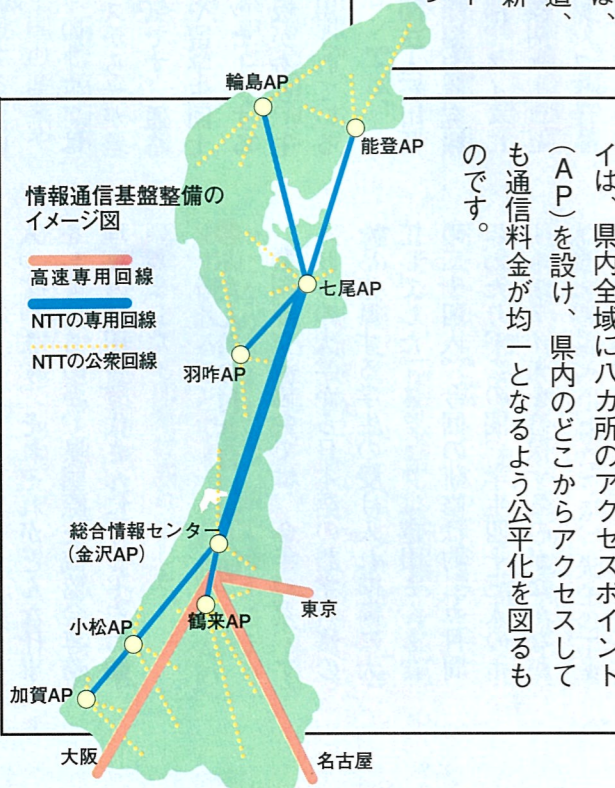 は、
道、
新
イは、県内全域に八カ所のアクセスポイント
(AP)を設け、県内のどこからアクセスして
も通信料金が均一となるよう公平化を図るも
のです。
情報通信基盤整備の
イメージ図
高速専用回線
NTTの専用回線
NTTの公衆回線
輪島AP
能登AP
七尾AP
羽咋AP
総合情報センター
(金沢AP)
鶴来AP
東京
小松AP
加賀AP
大阪
名古屋